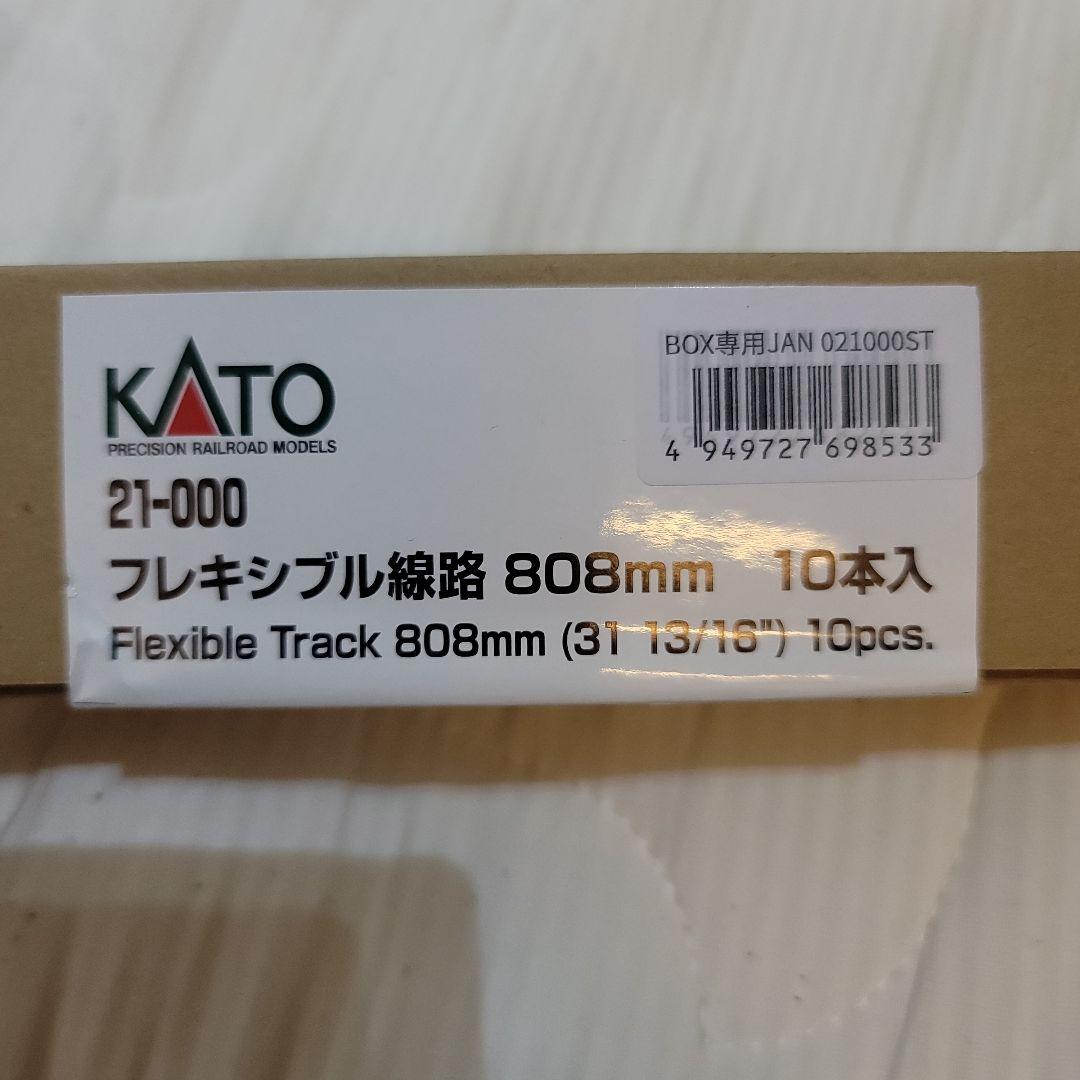 KATO
PRECISION RAILROAD MODELS
BOX専用JAN 021000ST
4 949727 698533
21-000
フレキシブル線路 808mm 10本入
Flexible Track 808mm (31 13/16") 10pcs.